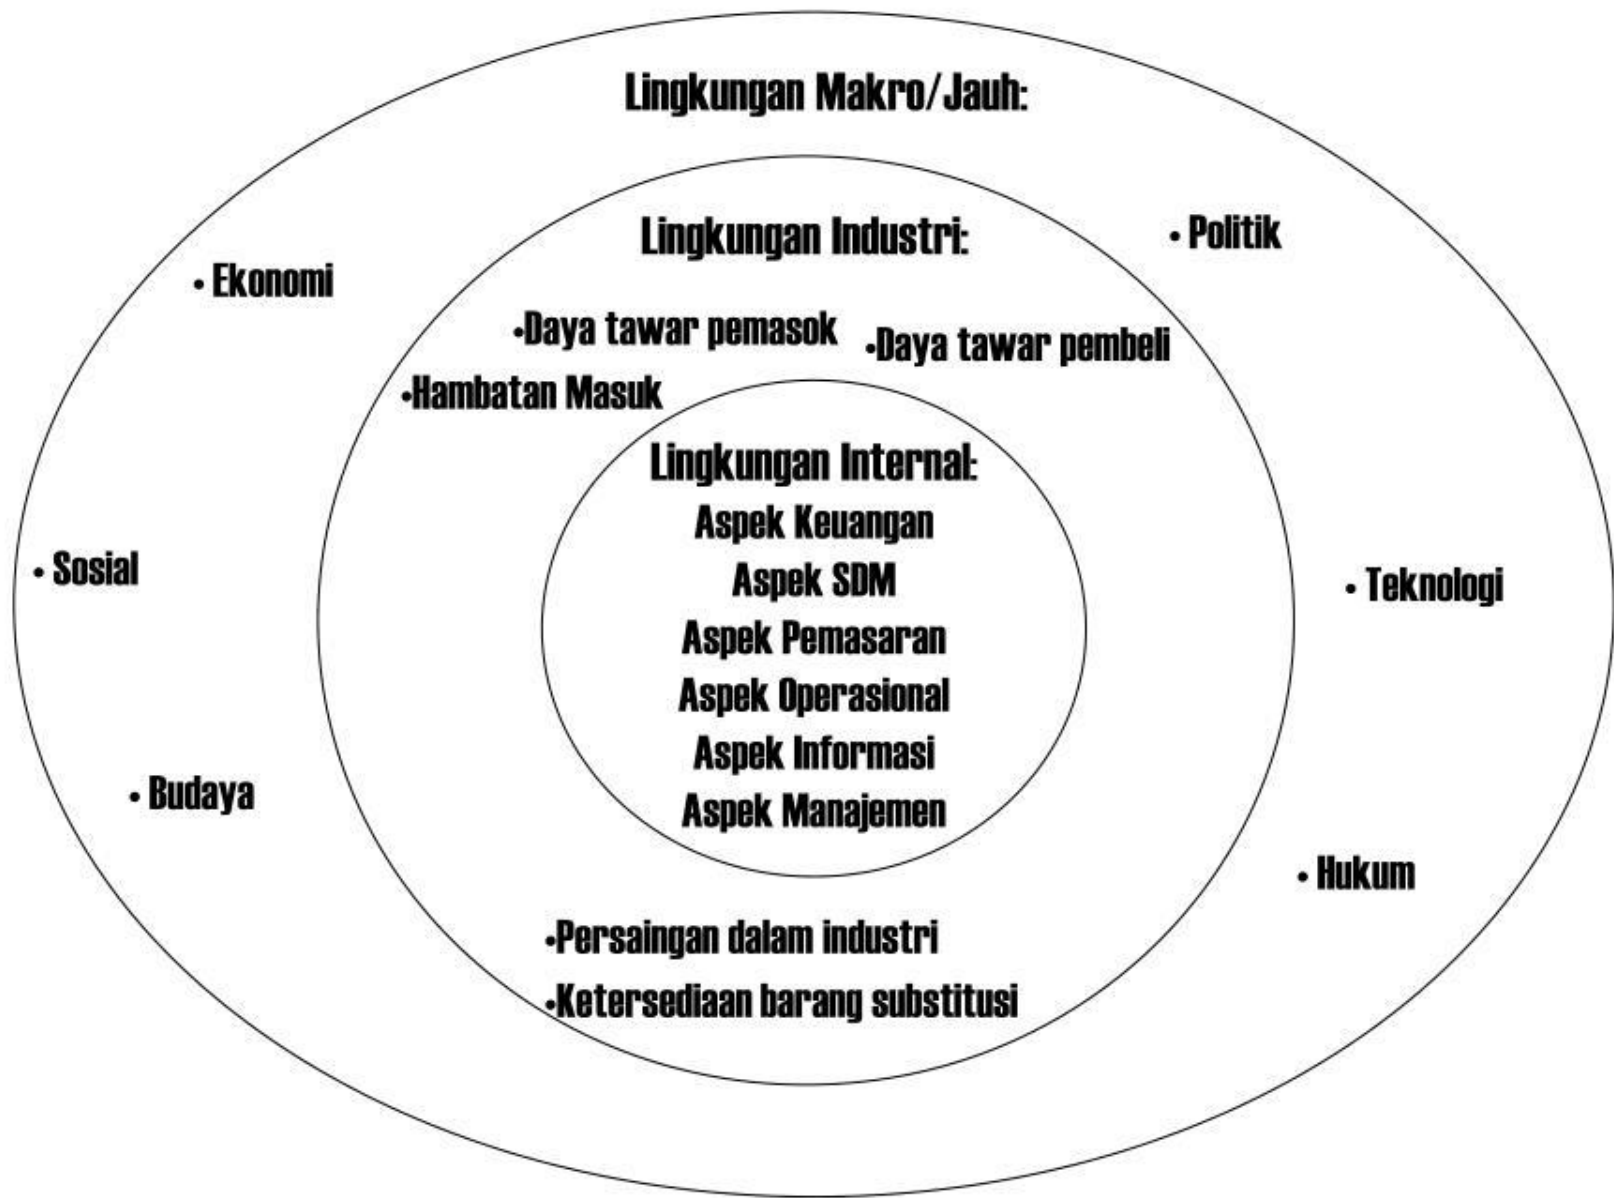 Lingkungan Makro/Jauh:
• Politik
Lingkungan Industri:
• Ekonomi
•Daya tawar pemasok
•Daya tawar pembeli
•Hambatan Masuk
Lingkungan Internal:
Aspek Keuangan
Aspek SDM
Aspek Pemasaran
Aspek Operasional
Aspek Informasi
Aspek Manajemen
• Sosial
• Teknologi
• Budaya
• Hukum
•Persaingan dalam industri
•Ketersediaan barang substitusi